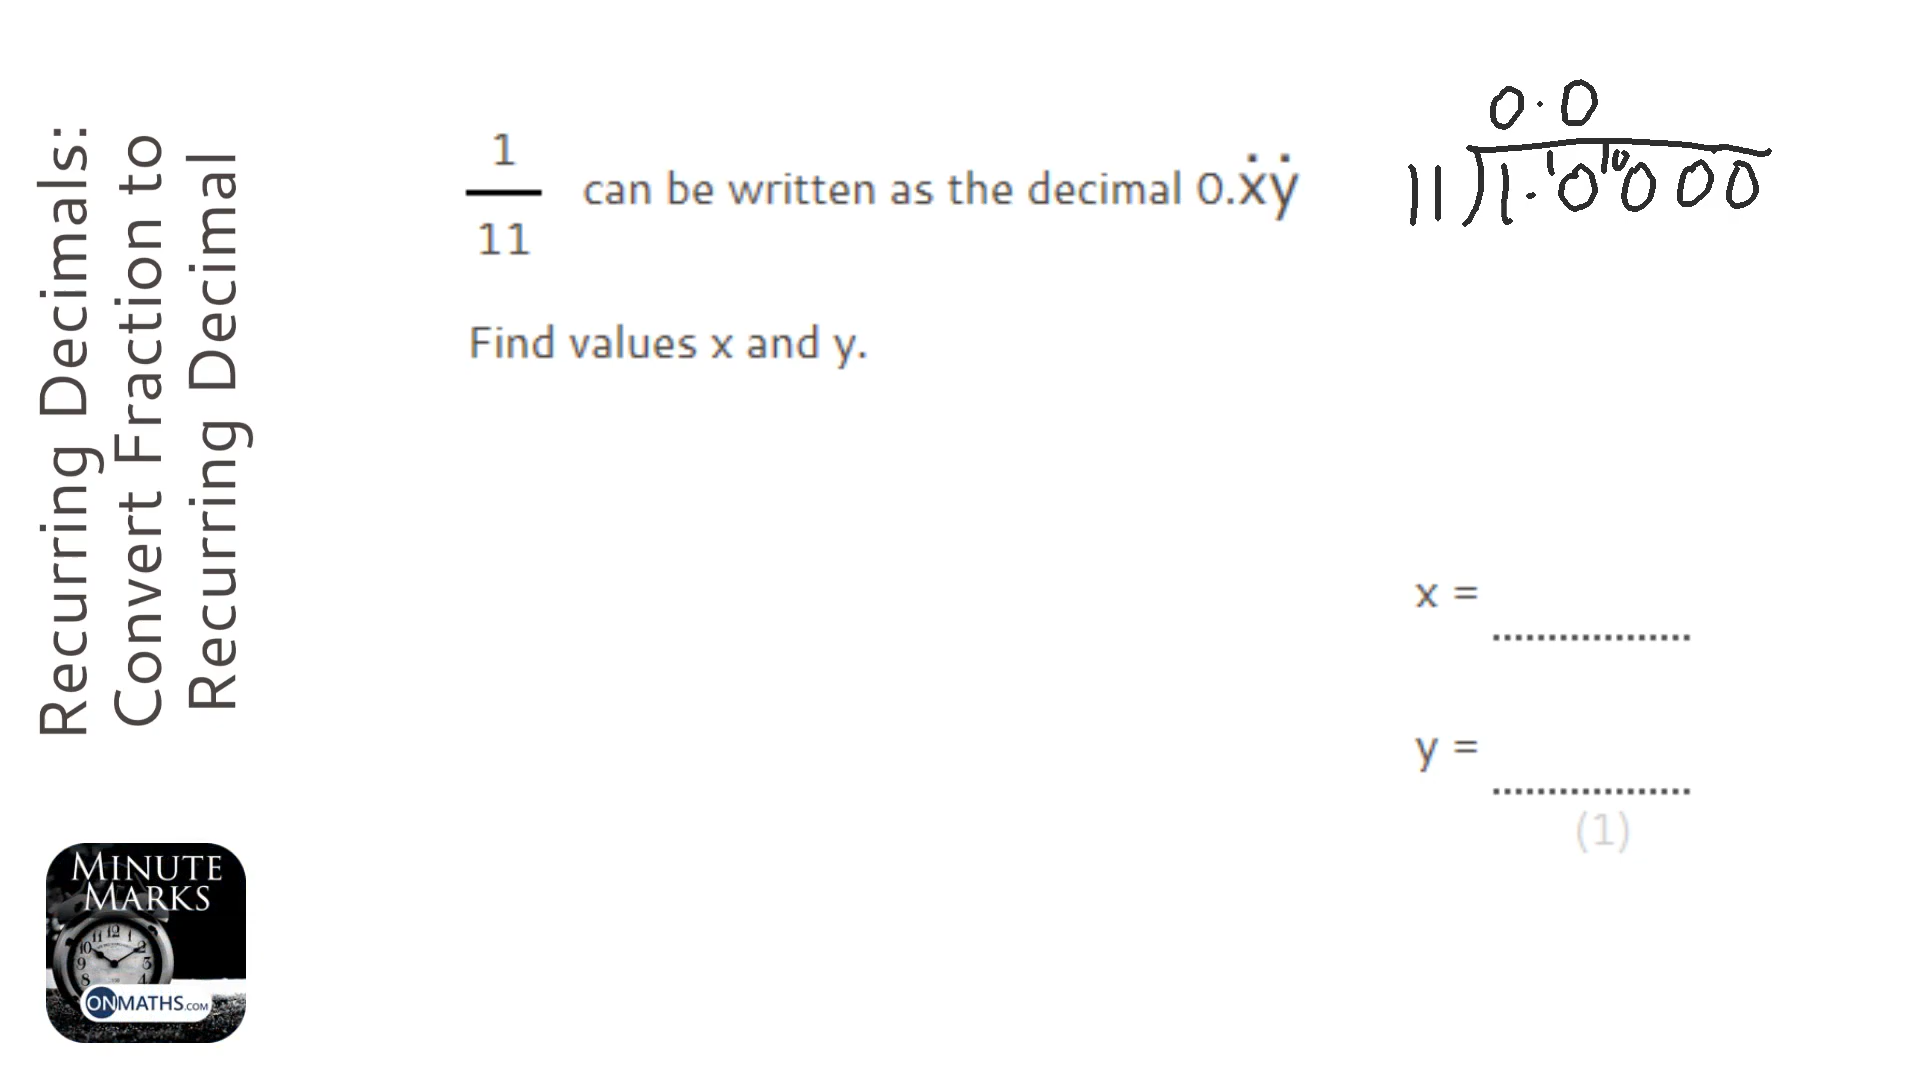 Recurring Decimals:
Convert Fraction to
Recurring Decimal
1
11
can be written as the decimal 0.ẋẏ
Find values x and y.
0.0
11)1.¹0¹⁰000
x =
....................
y =
....................
(1)
MINUTE
MARKS
ONMATHS.COM